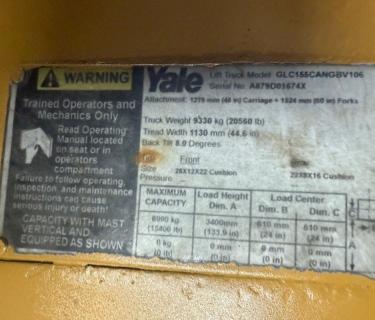 WARNING
Trained Operators and
Mechanics Only
Read Operating
Manual located
on seat or in
operators
compartment
Failure to follow operating,
inspection, and maintenance
instructions can cause
serious injury or death!
CAPACITY WITH MAST
VERTICAL AND
EQUIPPED AS SHOWN
Yale
Lift Truck Model GLC155CANGBV106
Serial No A879D01674X
Attachment: 1219 mm (48 in) Carriage + 1524 mm (60 in) Forks
Truck Weight 9330 kg (20560 lb)
Tread Width 1130 mm (44.6 in)
Back Tilt 8.0 Degrees
Front
Size 28X12X22 Cushion 22X9X16 Cushion
MAXIMUM CAPACITY Load Height Dim. A Load Center Dim. B Dim. C
6990 kg (15400 lb) 3400mm (133.9 in) 610 mm (24 in) 610 mm (24 in)
0 kg (0 lb) 0 mm (0 in) 0 mm (0 in) 0 mm (0 in)
A